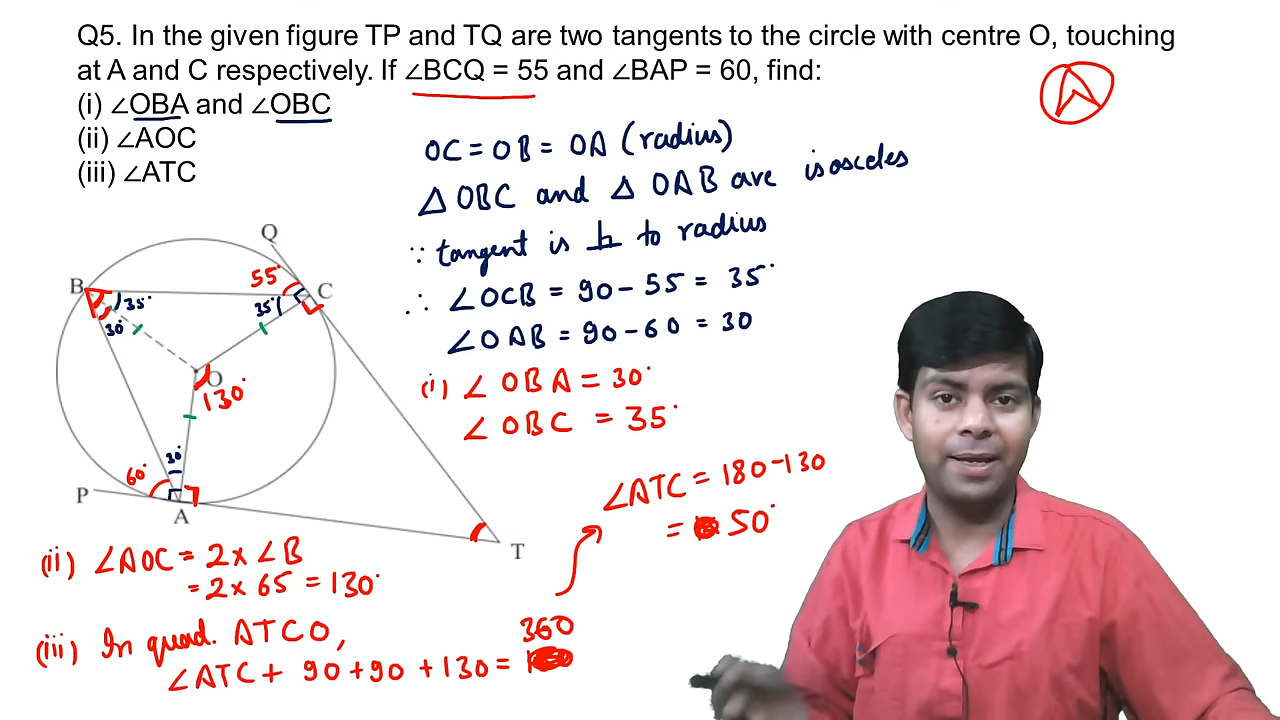 Q5. In the given figure TP and TQ are two tangents to the circle with centre O, touching
at A and C respectively. If ∠BCQ = 55 and ∠BAP = 60, find:
(i) ∠OBA and ∠OBC
(ii) ∠AOC
(iii) ∠ATC
A
OC = OB = OA (radius)
△ OBC and △ OAB are isosceles
∵ tangent is ⊥ to radius
∴ ∠OCB = 90 - 55 = 35°
∠OAB = 90 - 60 = 30
(i) ∠OBA = 30°
∠OBC = 35°
Q
55°
B
C
35°
35°
30°
O
130°
30°
60°
P
A
T
∠ATC = 180-130
= 50°
(ii) ∠AOC = 2 x ∠B
= 2 x 65 = 130°
(iii) In quad. ATCO,
360
∠ATC + 90 + 90 + 130 =